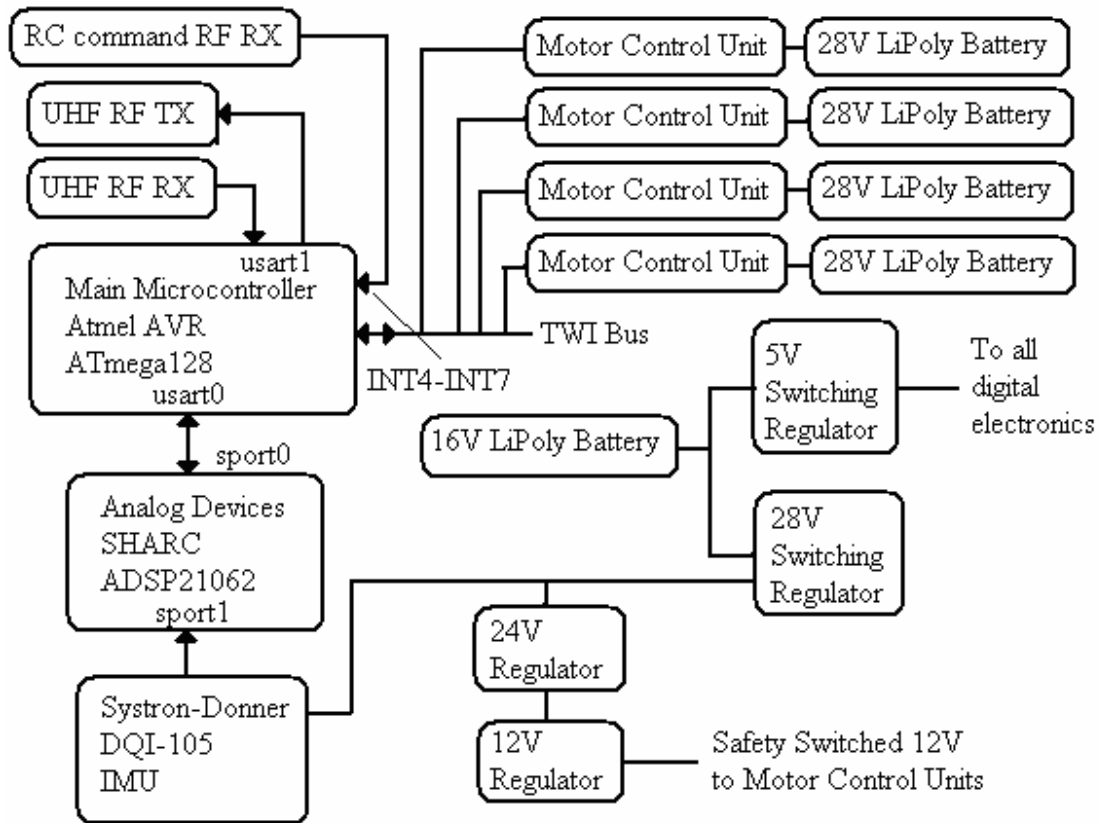 RC command RF RX
UHF RF TX
UHF RF RX
usart1
Main Microcontroller
Atmel AVR
ATmega128
usart0
INT4-INT7
TWI Bus
Motor Control Unit
28V LiPoly Battery
Motor Control Unit
28V LiPoly Battery
Motor Control Unit
28V LiPoly Battery
Motor Control Unit
28V LiPoly Battery
sport0
Analog Devices
SHARC
ADSP21062
sport1
Systron-Donner
DQI-105
IMU
16V LiPoly Battery
5V
Switching
Regulator
To all
digital
electronics
28V
Switching
Regulator
24V
Regulator
12V
Regulator
Safety Switched 12V
to Motor Control Units